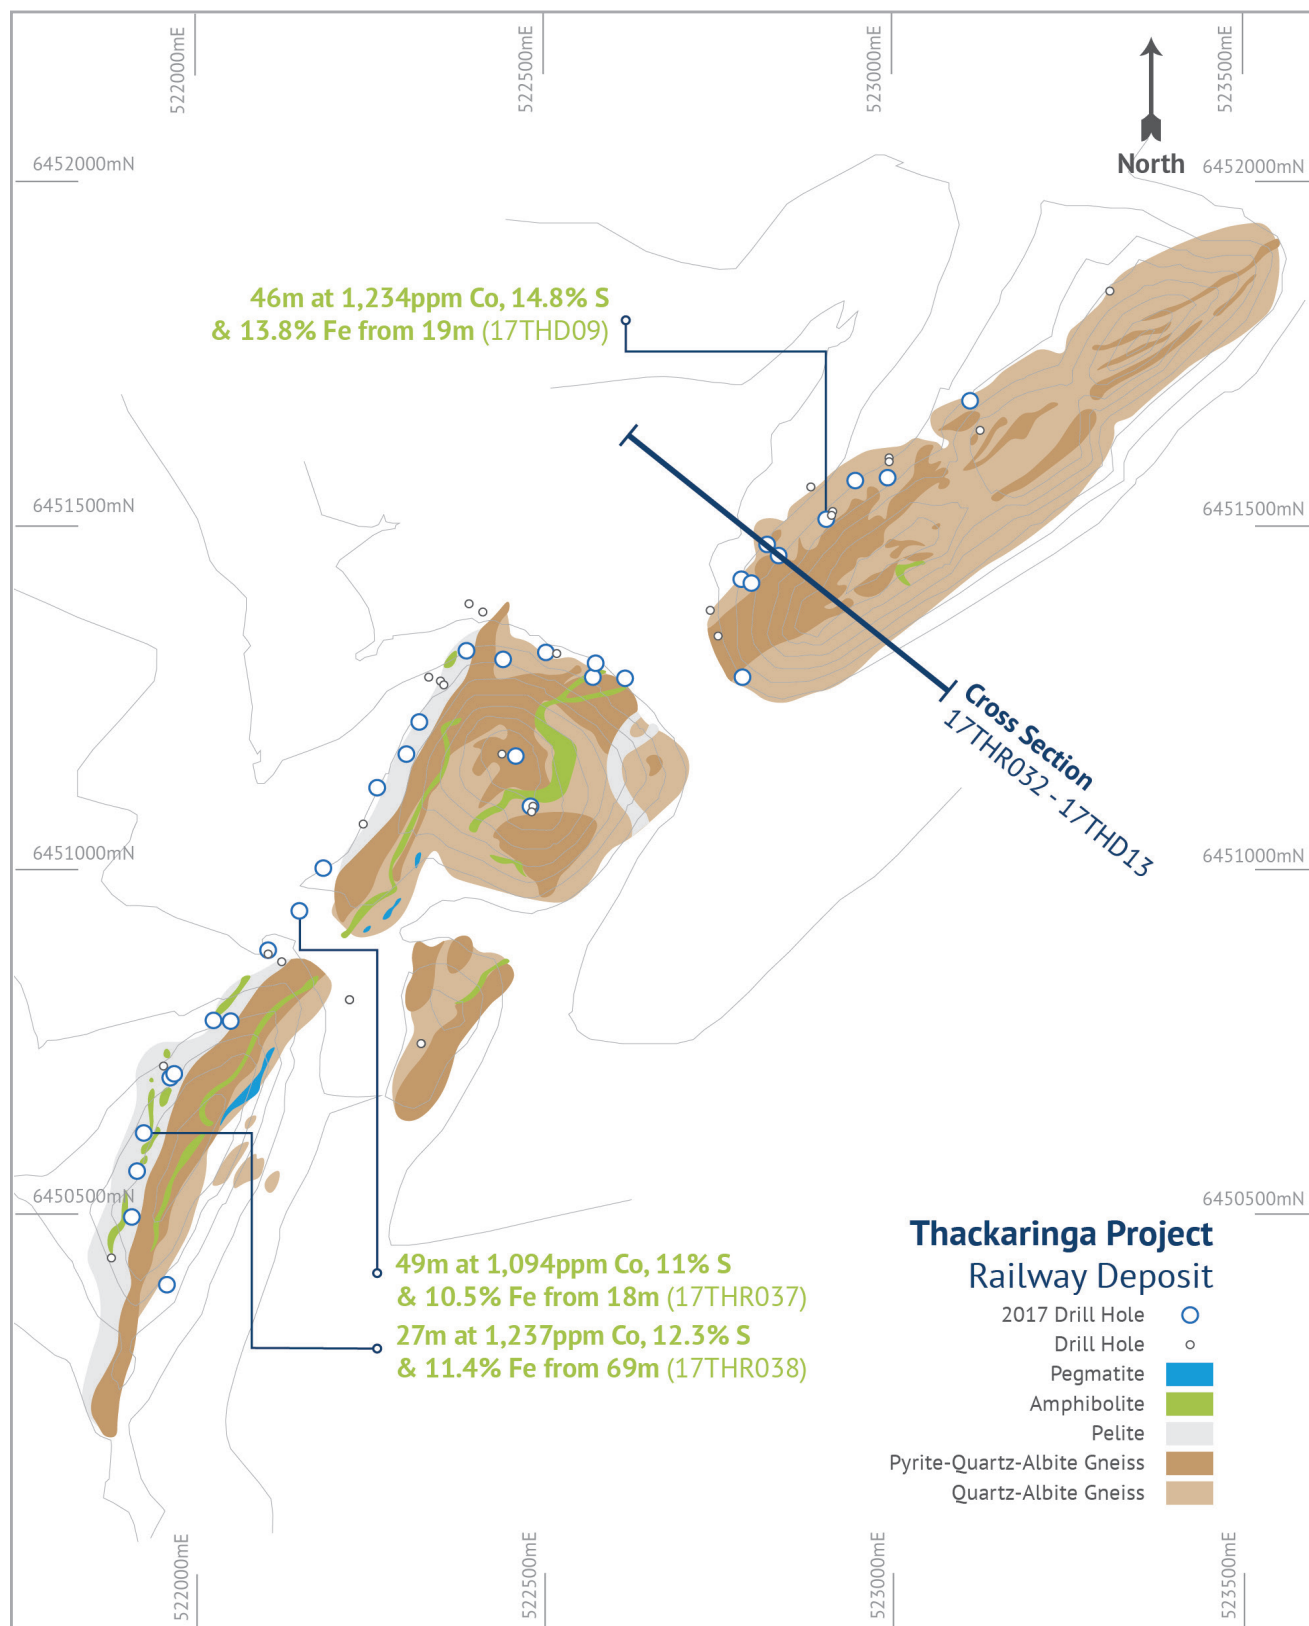 522000mE
522500mE
523000mE
523500mE
North
6452000mN
6452000mN
46m at 1,234ppm Co, 14.8% S
& 13.8% Fe from 19m (17THD09)
6451500mN
6451500mN
Cross Section
17THR032 - 17THD13
6451000mN
6451000mN
6450500mN
6450500mN
49m at 1,094ppm Co, 11% S
& 10.5% Fe from 18m (17THR037)
27m at 1,237ppm Co, 12.3% S
& 11.4% Fe from 69m (17THR038)
Thackaringa Project
Railway Deposit
2017 Drill Hole
Drill Hole
Pegmatite
Amphibolite
Pelite
Pyrite-Quartz-Albite Gneiss
Quartz-Albite Gneiss
522000mE
522500mE
523000mE
523500mE